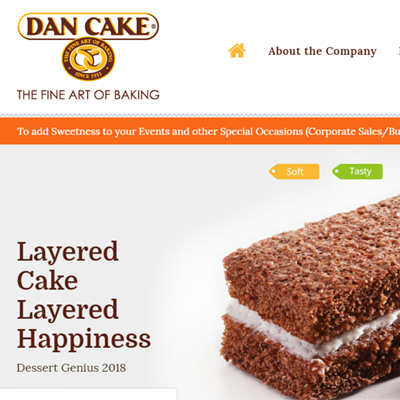 DAN CAKE®
THE FINE ART OF BAKING
SINCE 1931
THE FINE ART OF BAKING
About the Company
To add Sweetness to your Events and other Special Occasions (Corporate Sales/Bu
Soft
Tasty
Layered
Cake
Layered
Happiness
Dessert Genius 2018